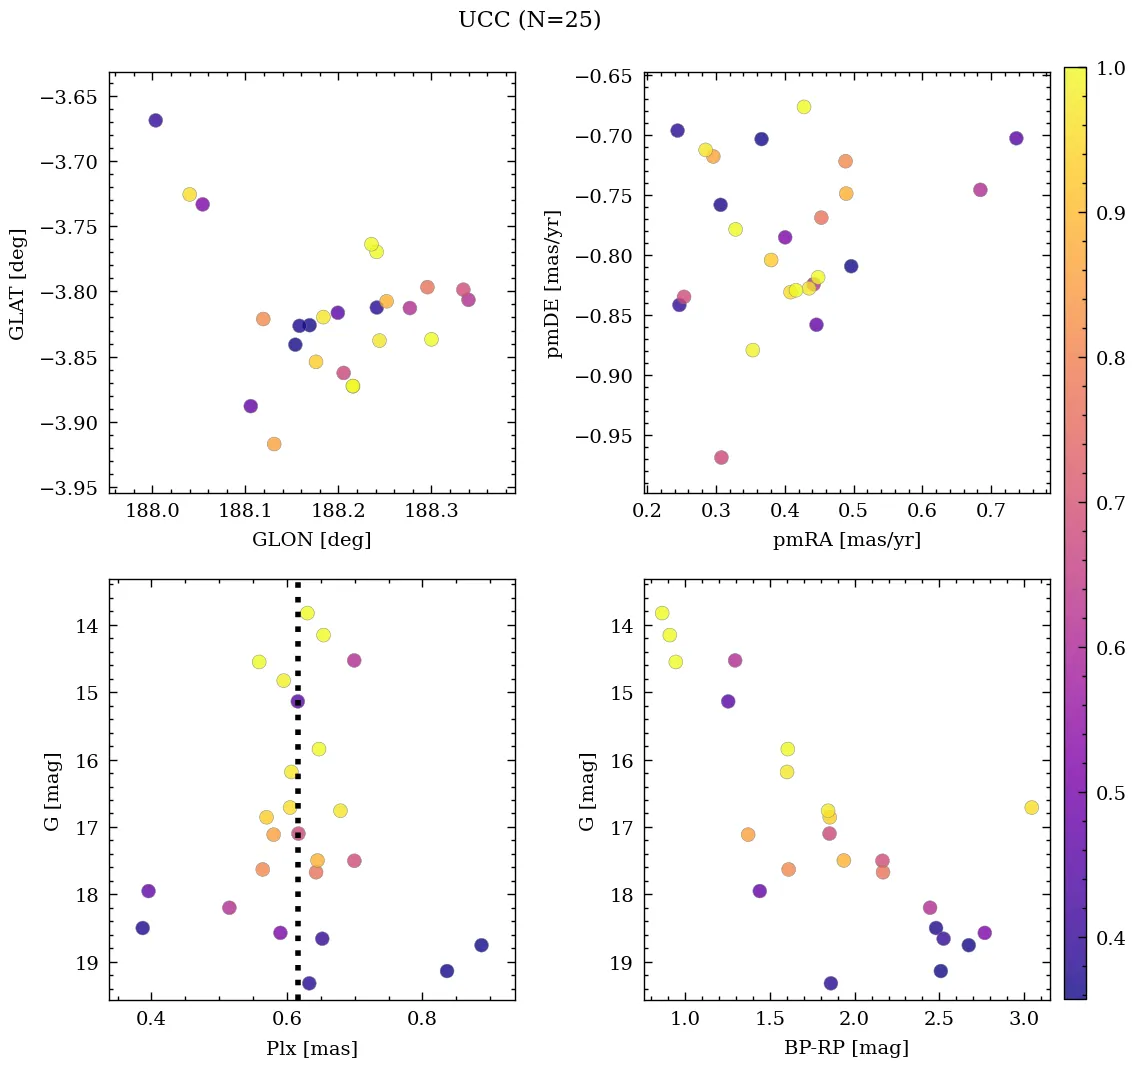 UCC (N=25)
−3.65
−3.70
−3.75
−3.80
−3.85
−3.90
−3.95
GLAT [deg]
188.0 188.1 188.2 188.3
GLON [deg]
−0.65
−0.70
−0.75
−0.80
−0.85
−0.90
−0.95
pmDE [mas/yr]
0.2 0.3 0.4 0.5 0.6 0.7
pmRA [mas/yr]
14
15
16
17
18
19
G [mag]
0.4 0.6 0.8
Plx [mas]
14
15
16
17
18
19
G [mag]
1.0 1.5 2.0 2.5 3.0
BP-RP [mag]
1.0
0.9
0.8
0.7
0.6
0.5
0.4